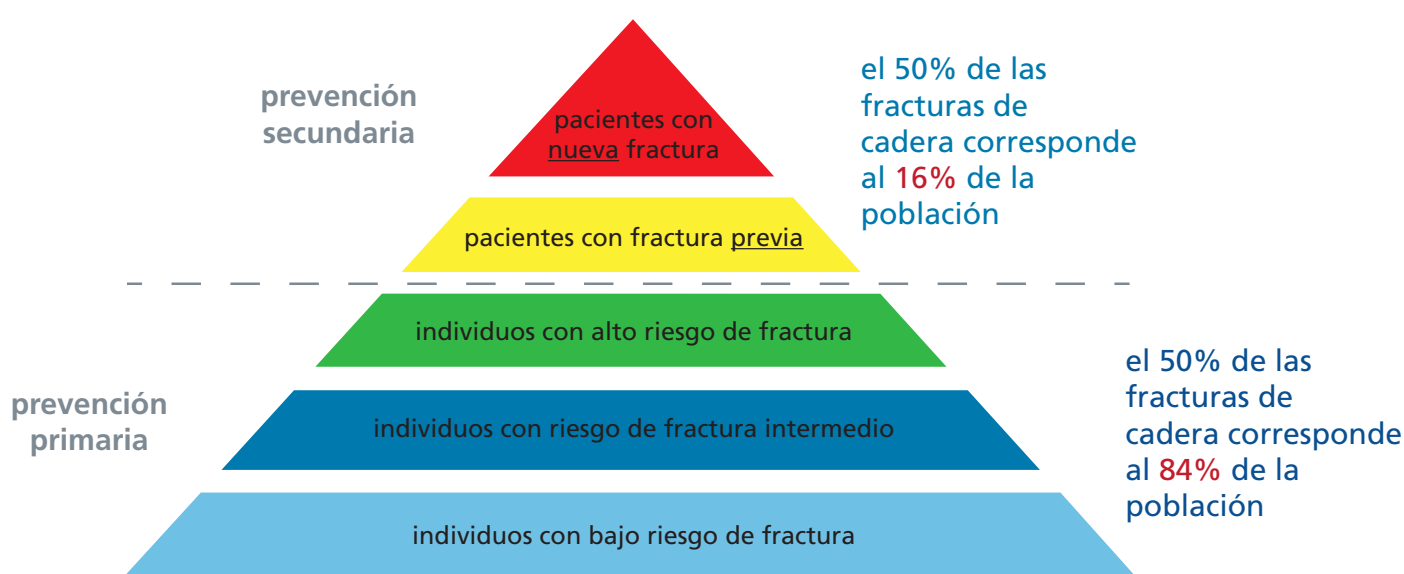 prevención
secundaria
pacientes con
nueva fractura
el 50% de las
fracturas de
cadera corresponde
al 16% de la
población
pacientes con fractura previa
individuos con alto riesgo de fractura
prevención
primaria
individuos con riesgo de fractura intermedio
individuos con bajo riesgo de fractura
el 50% de las
fracturas de
cadera corresponde
al 84% de la
población